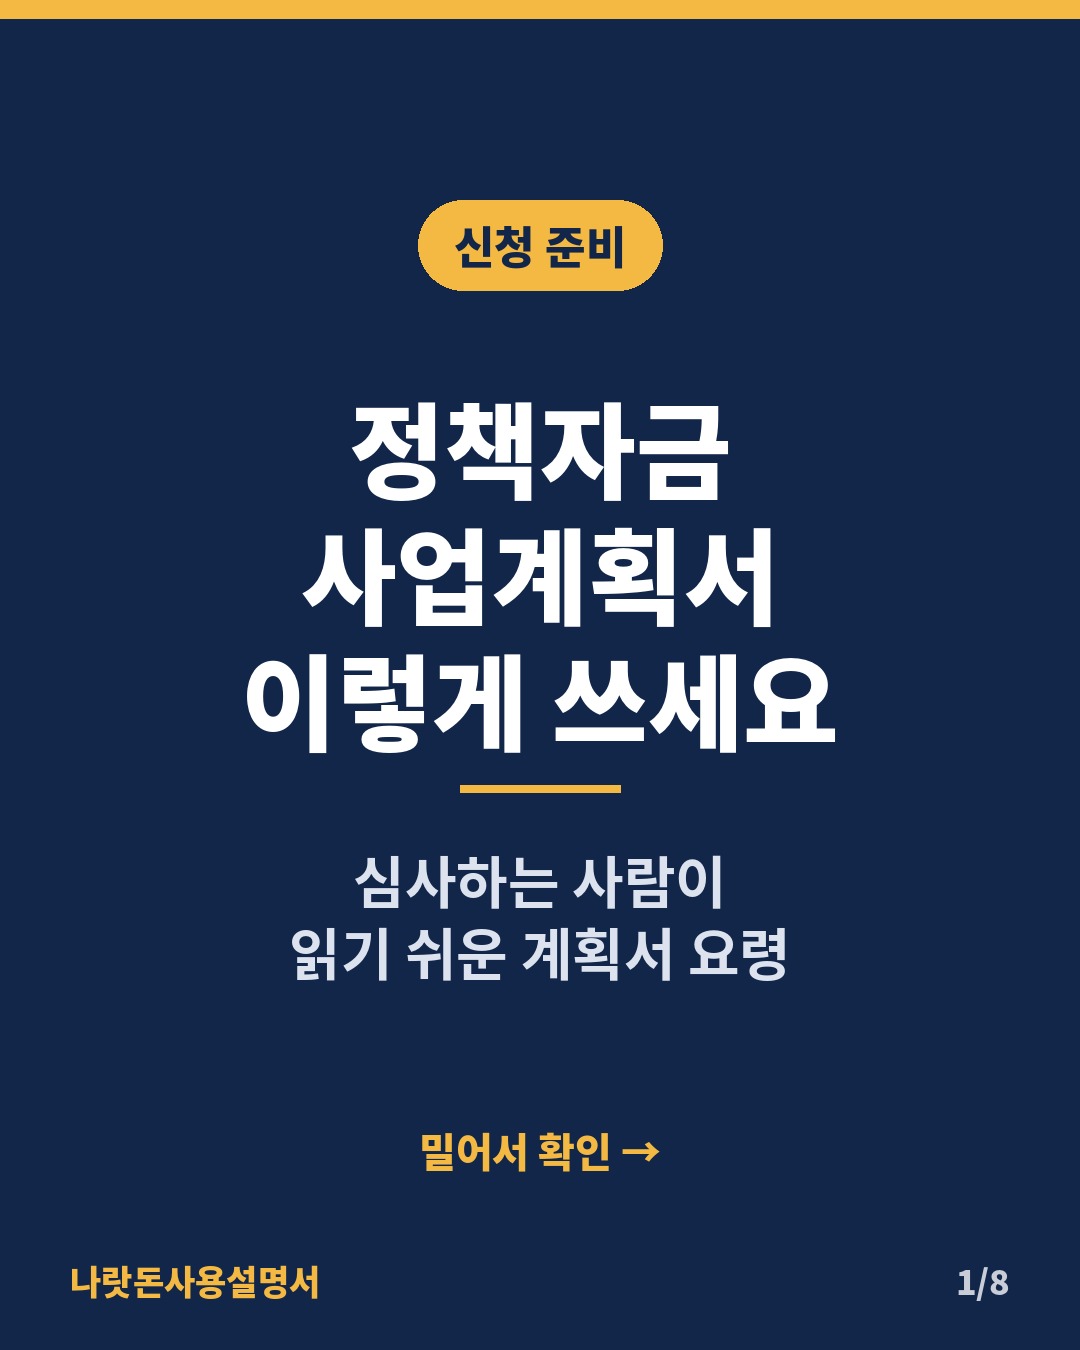 신청 준비
정책자금
사업계획서
이렇게 쓰세요
심사하는 사람이
읽기 쉬운 계획서 요령
밀어서 확인 →
나랏돈사용설명서
1/8